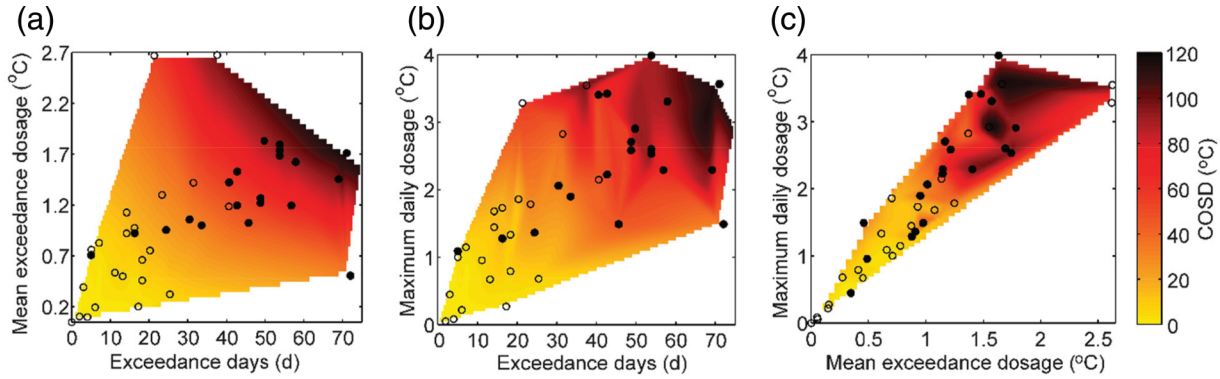 (a)
Mean exceedance dosage (°C)
2.7
2.2
1.7
1.2
0.7
0.2
0 10 20 30 40 50 60 70
Exceedance days (d)
(b)
Maximum daily dosage (°C)
4
3
2
1
0
0 10 20 30 40 50 60 70
Exceedance days (d)
(c)
Maximum daily dosage (°C)
4
3
2
1
0
0 0.5 1 1.5 2 2.5
Mean exceedance dosage (°C)
120
100
80
60
40
20
0
COSD (°C)